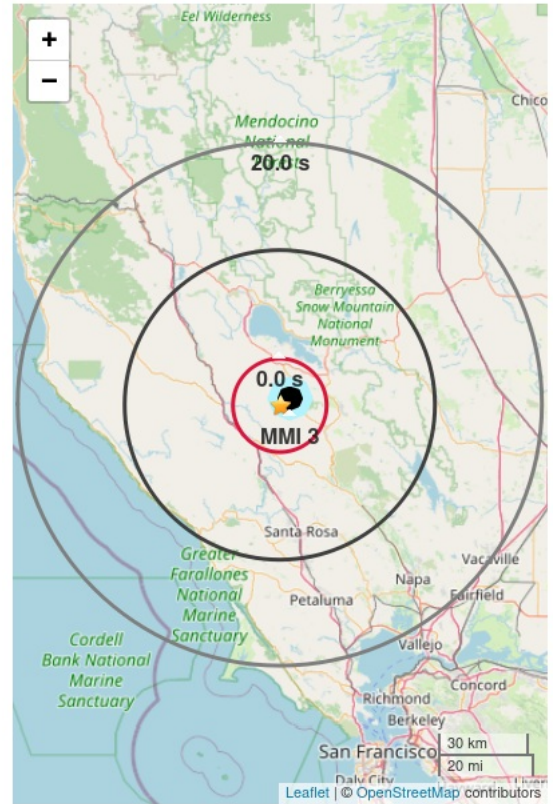 +
−
Eel Wilderness
Chico
Mendocino
National
20.0 s
Berryessa
Snow Mountain
National
Monument
0.0 s
MMI 3
Santa Rosa
Greater
Farallones
National
Marine
Sanctuary
Vacaville
Napa
Fairfield
Petaluma
Vallejo
Cordell
Bank National
Marine
Sanctuary
Concord
Richmond
Berkeley
San Francisco
30 km
20 mi
Daly City
Leaflet | © OpenStreetMap contributors